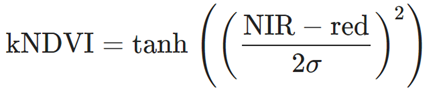 kNDVI = tanh(((NIR − red)/(2σ))²)